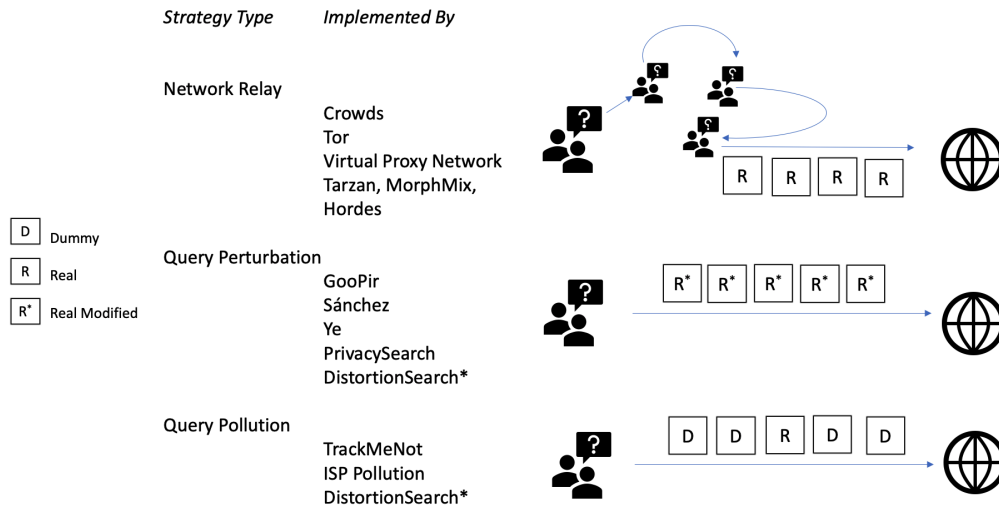 Strategy Type Implemented By
Network Relay
Crowds
Tor
Virtual Proxy Network
Tarzan, MorphMix,
Hordes
? ? ? ?
R R R R
D Dummy
R Real
R* Real Modified
Query Perturbation
GooPir
Sánchez
Ye
PrivacySearch
DistortionSearch*
?
R* R* R* R* R*
Query Pollution
TrackMeNot
ISP Pollution
DistortionSearch*
?
D D R D D